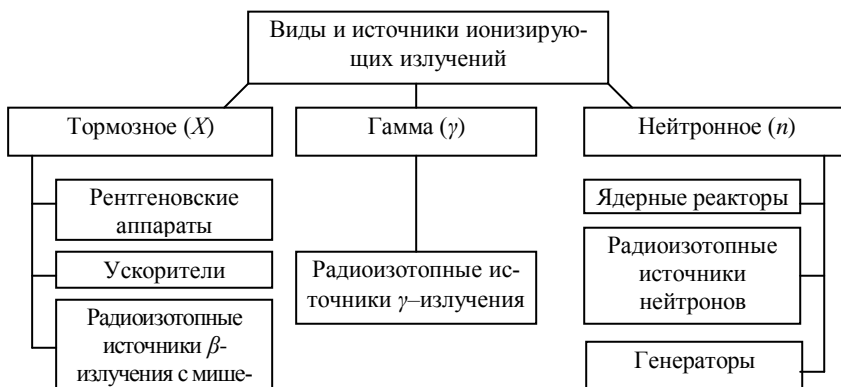 Виды и источники ионизирую-
щих излучений
Тормозное (X)
Гамма (γ)
Нейтронное (n)
Рентгеновские
аппараты
Ускорители
Радиоизотопные
источники β-
излучения с мише-
Радиоизотопные ис-
точники γ–излучения
Ядерные реакторы
Радиоизотопные
источники
нейтронов
Генераторы